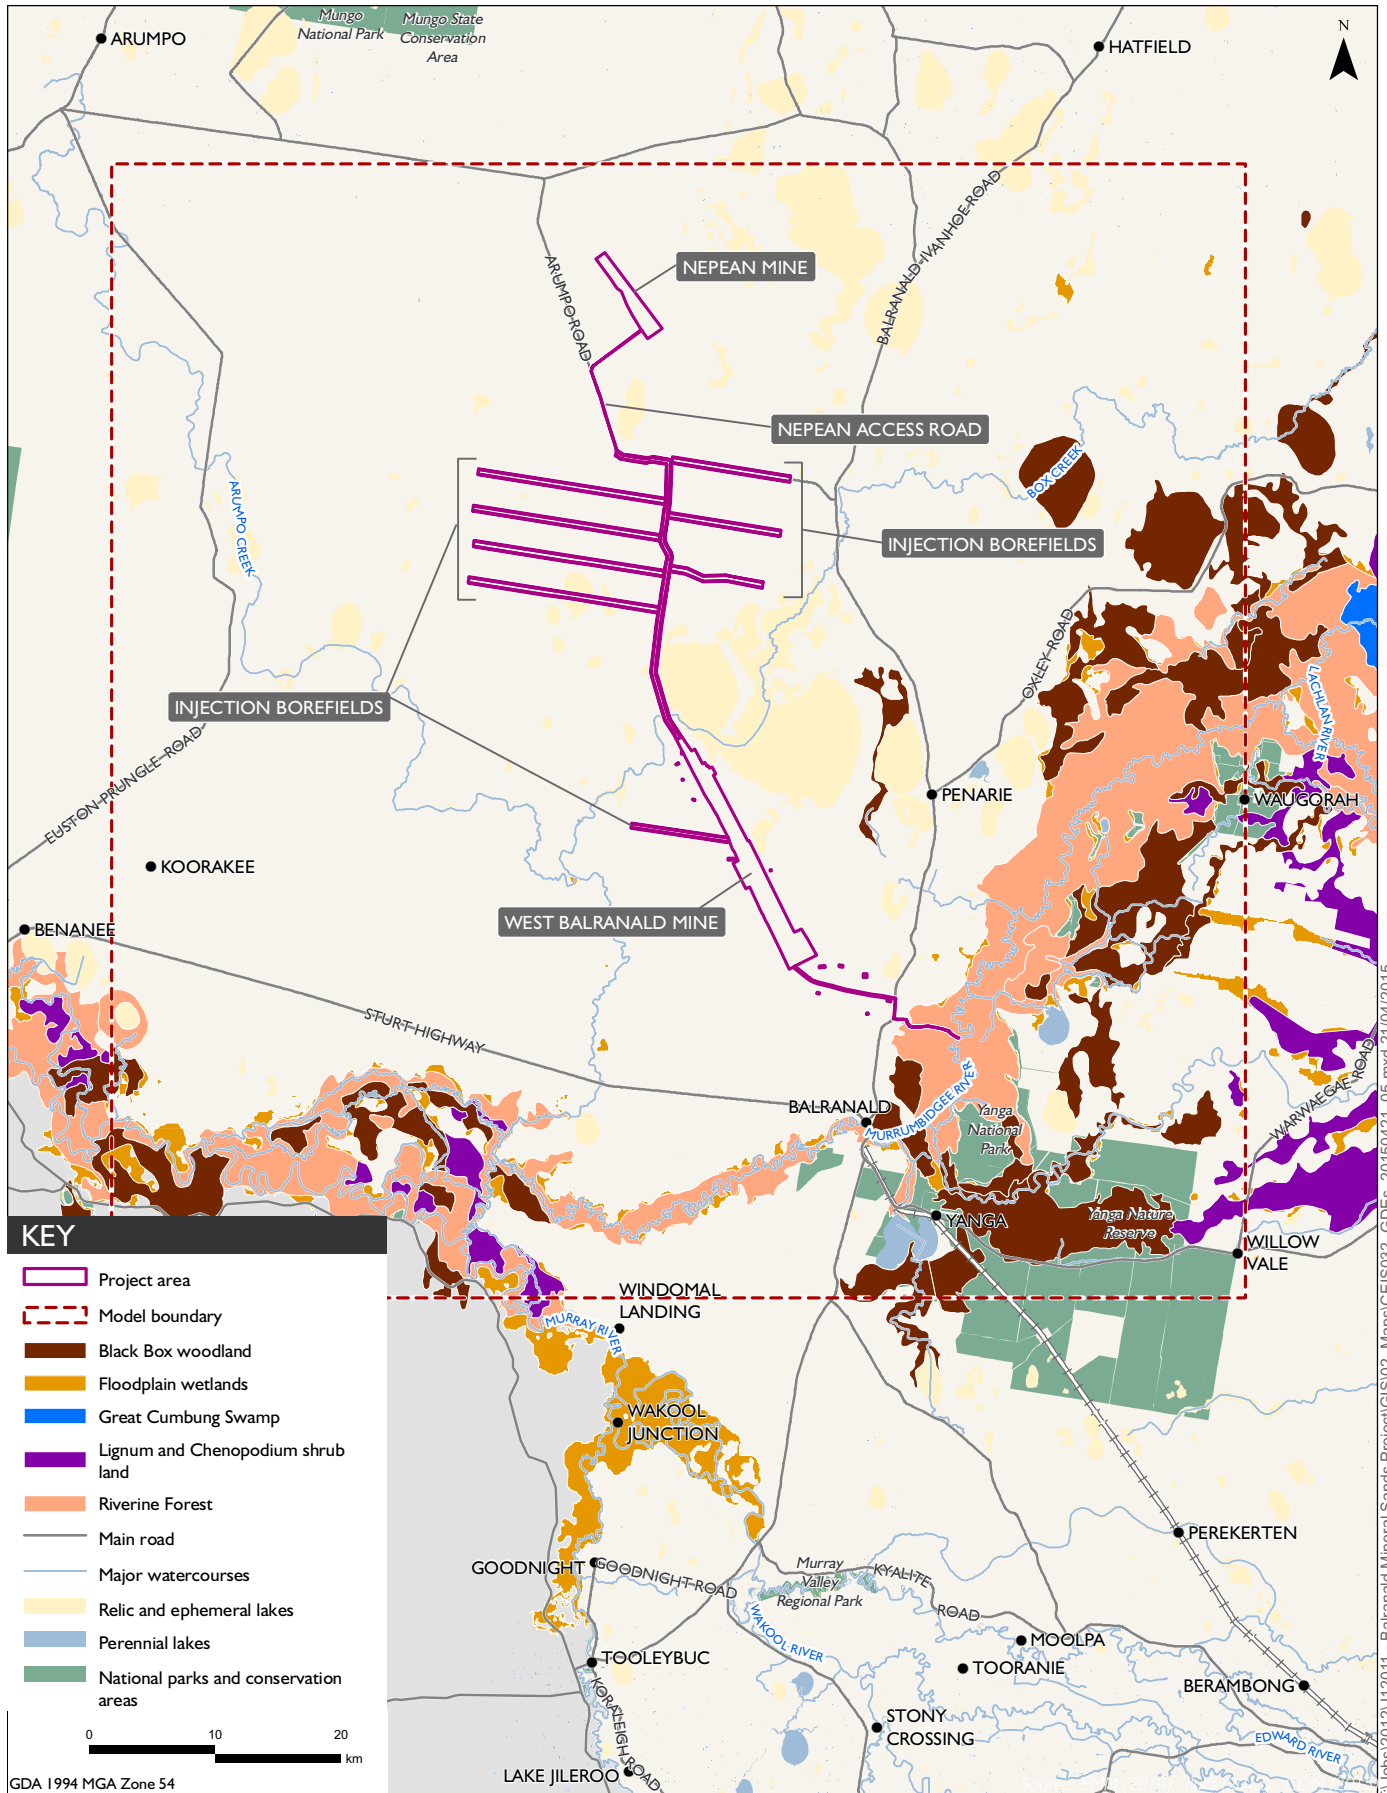 Mungo
National Park
Mungo State
Conservation
Area
ARUMPO
HATFIELD
N
NEPEAN MINE
ARUMPO ROAD
BALRANALD-IVANHOE ROAD
NEPEAN ACCESS ROAD
BOX CREEK
ARUMPO CREEK
INJECTION BOREFIELDS
OXLEY ROAD
LACHLAN RIVER
INJECTION BOREFIELDS
EUSTON-PRUNGLE ROAD
PENARIE
WAUGORAH
KOORAKEE
WEST BALRANALD MINE
BENANEE
STURT HIGHWAY
WARWAEGAE ROAD
BALRANALD
MURRUMBIDGEE RIVER
Yanga
National
Park
YANGA
Yanga Nature
Reserve
WILLOW
VALE
WINDOMAL
LANDING
MURRAY RIVER
WAKOOL
JUNCTION
PEREKERTEN
GOODNIGHT
GOODNIGHT ROAD
Murray
Valley
Regional Park
KYALITE
ROAD
WAKOOL RIVER
MOOLPA
TOORANIE
TOOLEYBUC
KORALEIGH ROAD
BERAMBONG
STONY
CROSSING
EDWARD RIVER
LAKE JILEROO
KEY
Project area
Model boundary
Black Box woodland
Floodplain wetlands
Great Cumbung Swamp
Lignum and Chenopodium shrub
land
Riverine Forest
Main road
Major watercourses
Relic and ephemeral lakes
Perennial lakes
National parks and conservation
areas
0 10 20
km
GDA 1994 MGA Zone 54